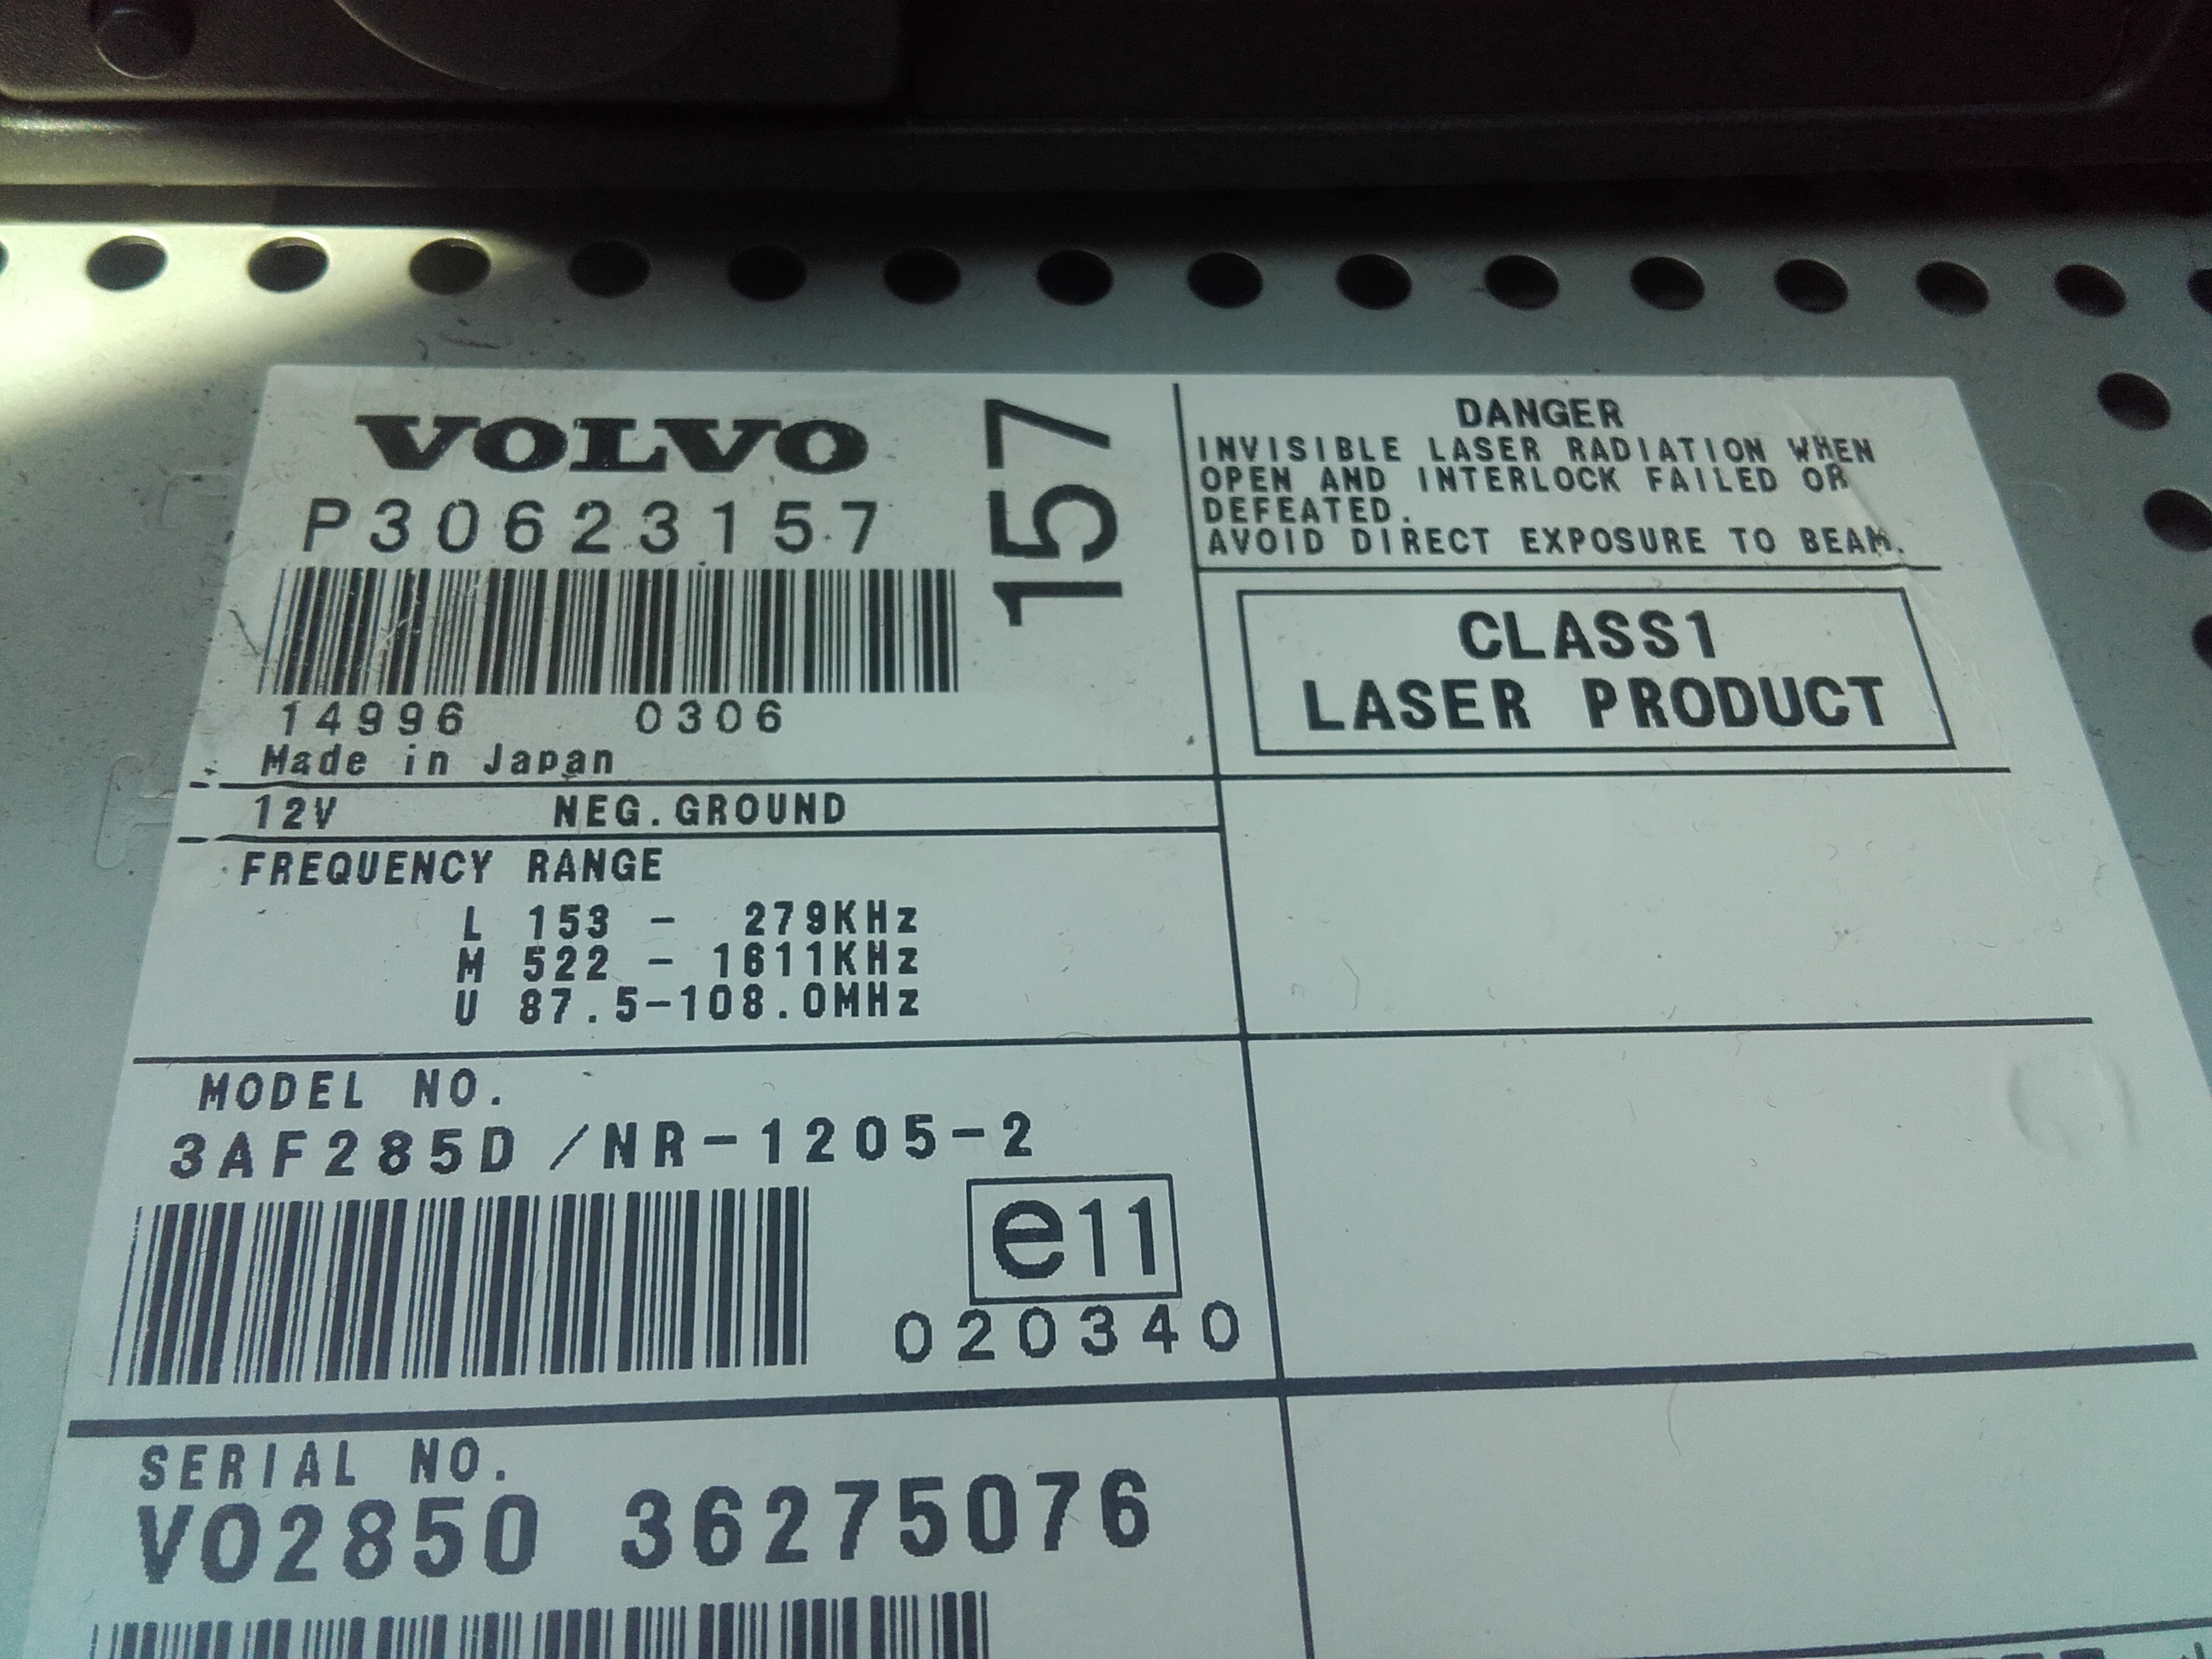 VOLVO
P30623157
157
14996 0306
Made in Japan
12V NEG.GROUND
FREQUENCY RANGE
L 153 - 279KHz
M 522 - 1611KHz
U 87.5-108.0MHz
MODEL NO.
3AF285D /NR-1205-2
e11
020340
SERIAL NO.
VO2850 36275076
DANGER
INVISIBLE LASER RADIATION WHEN
OPEN AND INTERLOCK FAILED OR
DEFEATED.
AVOID DIRECT EXPOSURE TO BEAM.
CLASS1
LASER PRODUCT